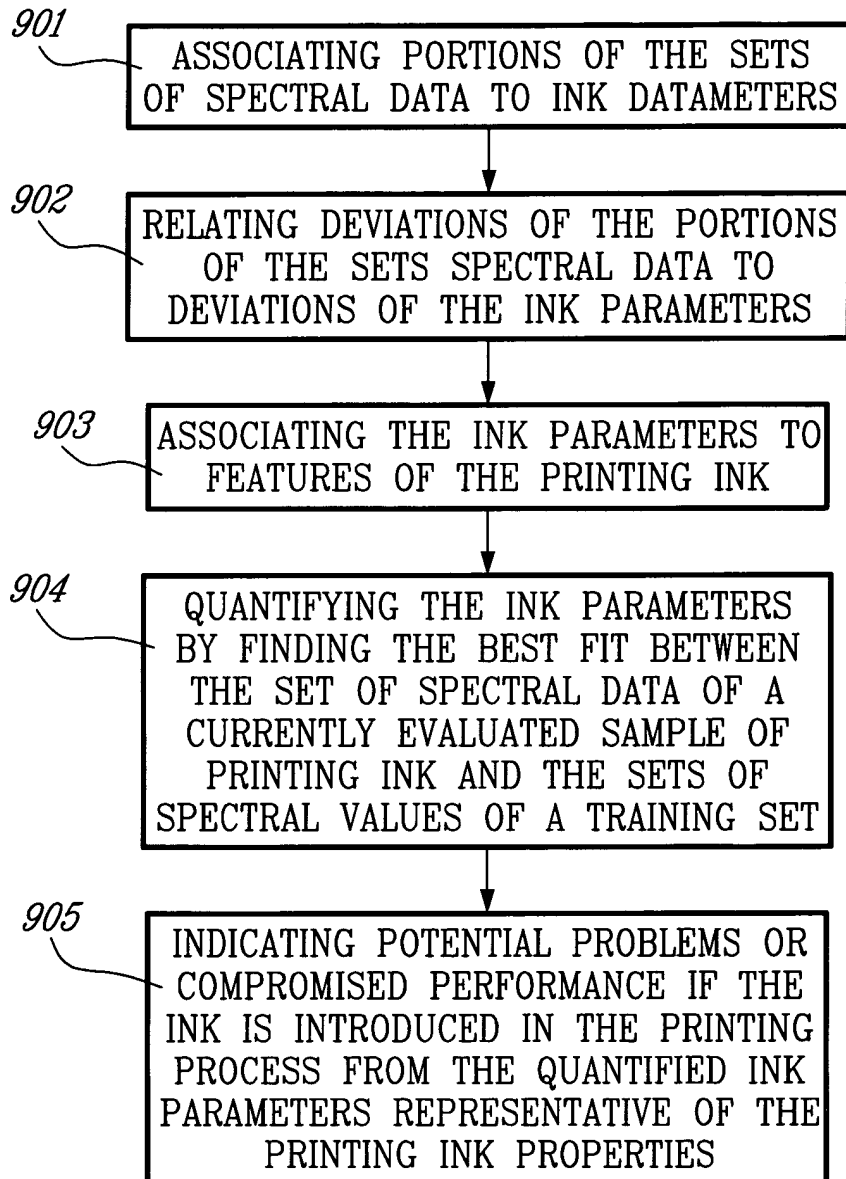 901
ASSOCIATING PORTIONS OF THE SETS
OF SPECTRAL DATA TO INK DATAMETERS
902
RELATING DEVIATIONS OF THE PORTIONS
OF THE SETS SPECTRAL DATA TO
DEVIATIONS OF THE INK PARAMETERS
903
ASSOCIATING THE INK PARAMETERS TO
FEATURES OF THE PRINTING INK
904
QUANTIFYING THE INK PARAMETERS
BY FINDING THE BEST FIT BETWEEN
THE SET OF SPECTRAL DATA OF A
CURRENTLY EVALUATED SAMPLE OF
PRINTING INK AND THE SETS OF
SPECTRAL VALUES OF A TRAINING SET
905
INDICATING POTENTIAL PROBLEMS OR
COMPROMISED PERFORMANCE IF THE
INK IS INTRODUCED IN THE PRINTING
PROCESS FROM THE QUANTIFIED INK
PARAMETERS REPRESENTATIVE OF THE
PRINTING INK PROPERTIES